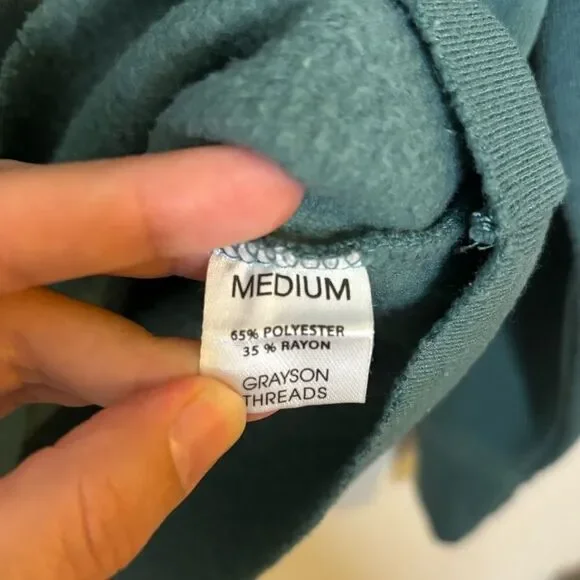 MEDIUM
65% POLYESTER
35 % RAYON
GRAYSON
THREADS